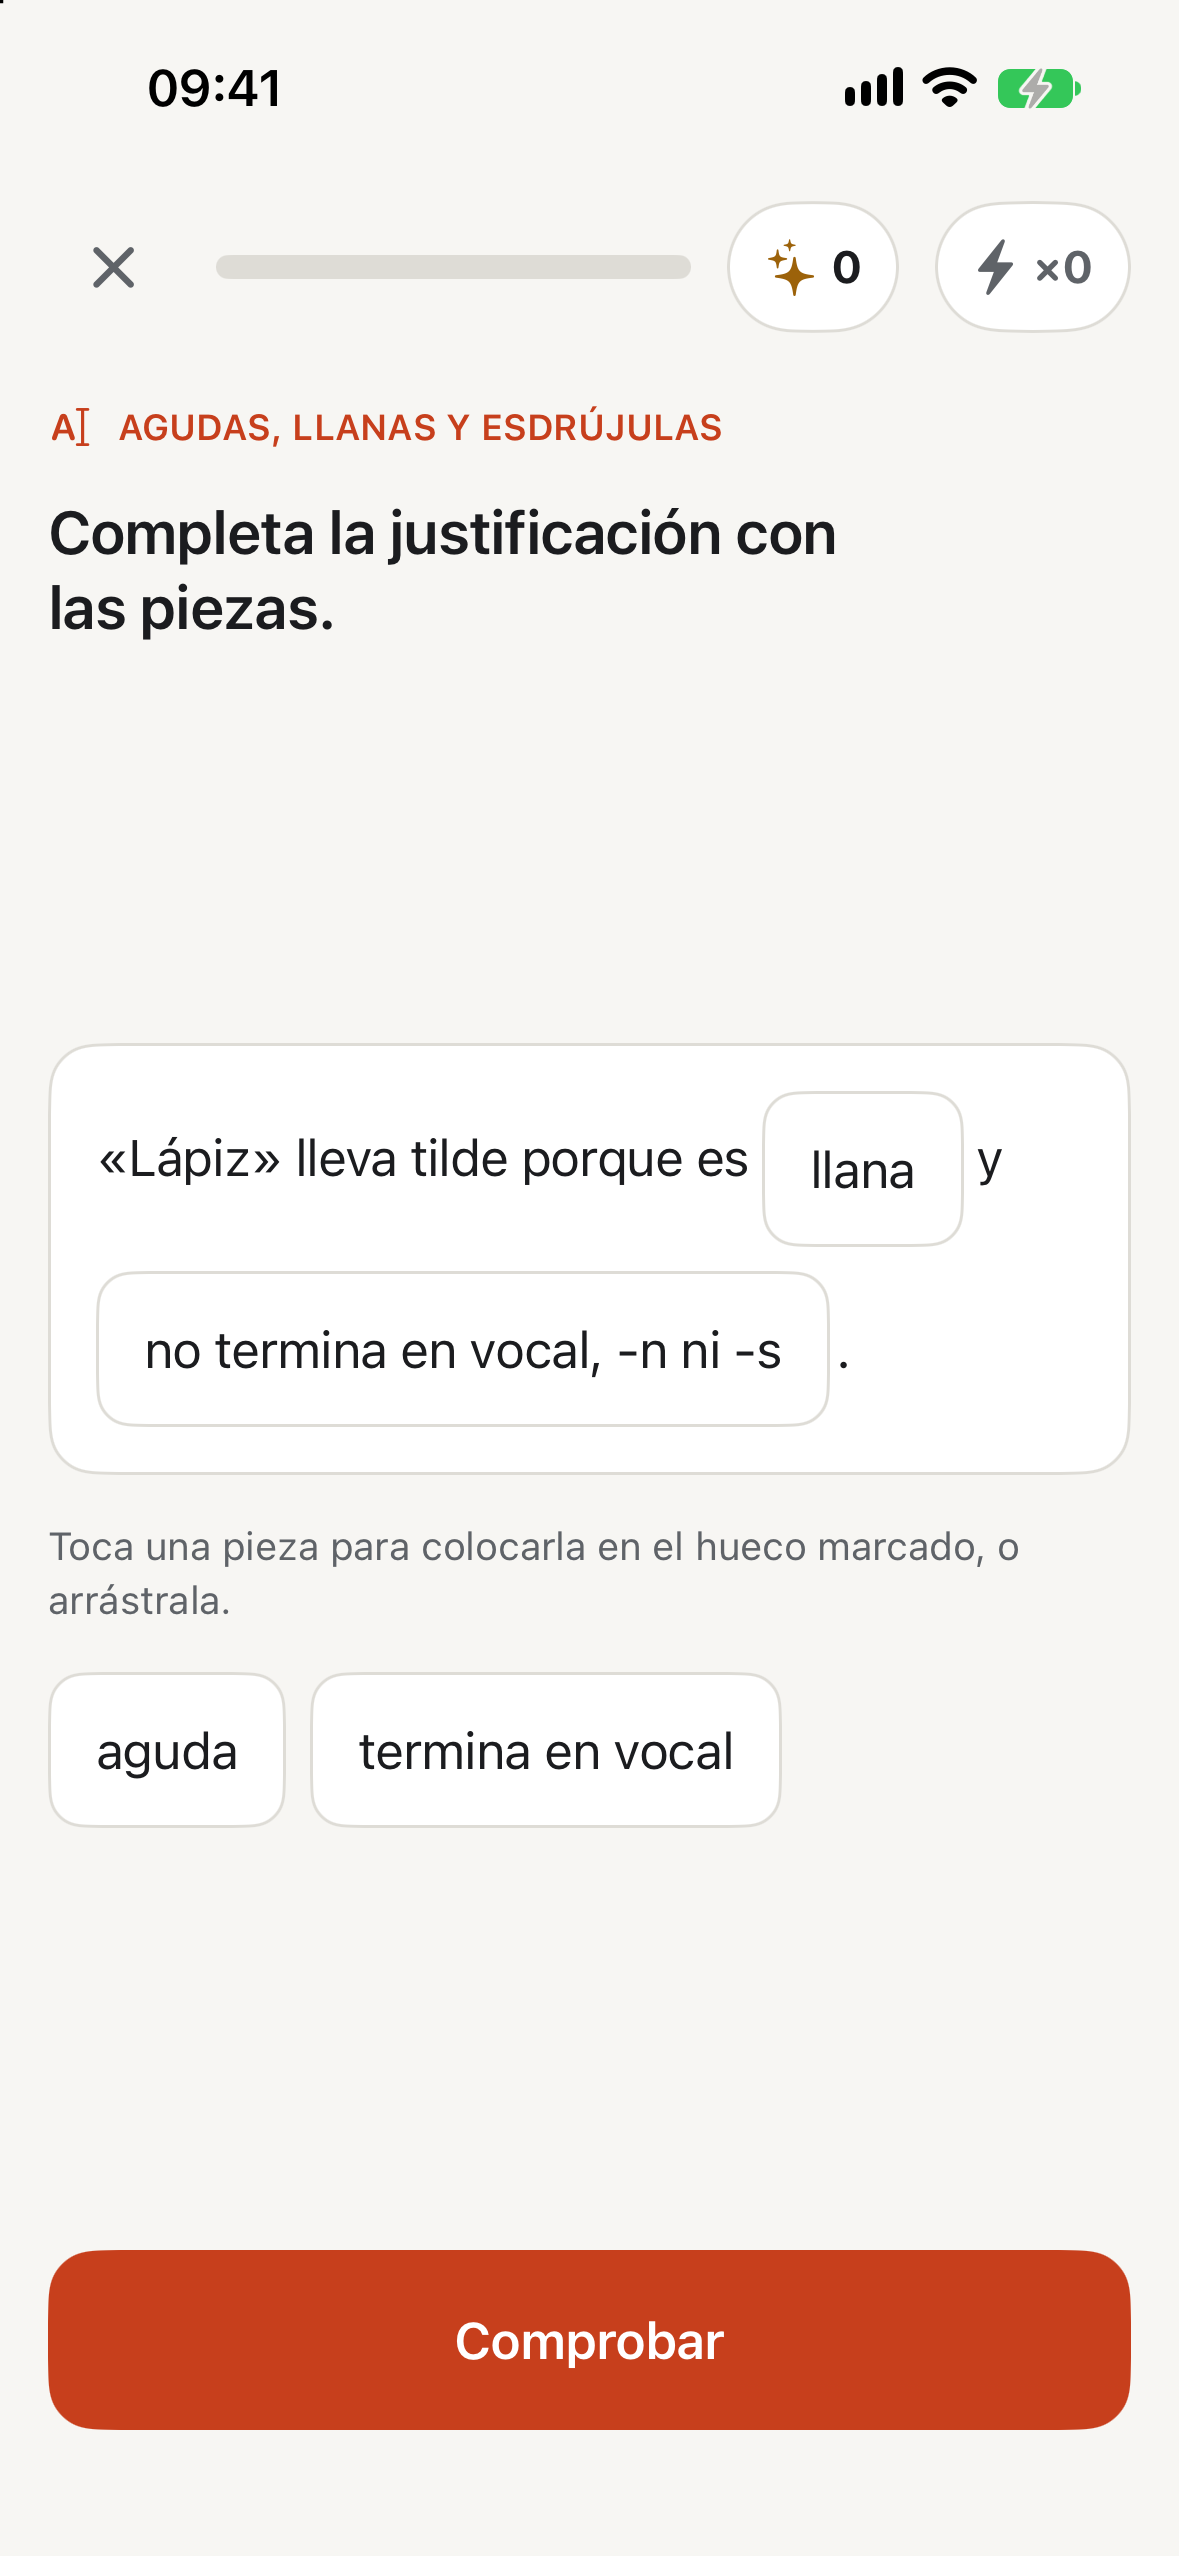 09:41
0
×0
AGUDAS, LLANAS Y ESDRÚJULAS
Completa la justificación con
las piezas.
«Lápiz» lleva tilde porque es llana y
no termina en vocal, -n ni -s .
Toca una pieza para colocarla en el hueco marcado, o
arrástrala.
aguda termina en vocal
Comprobar